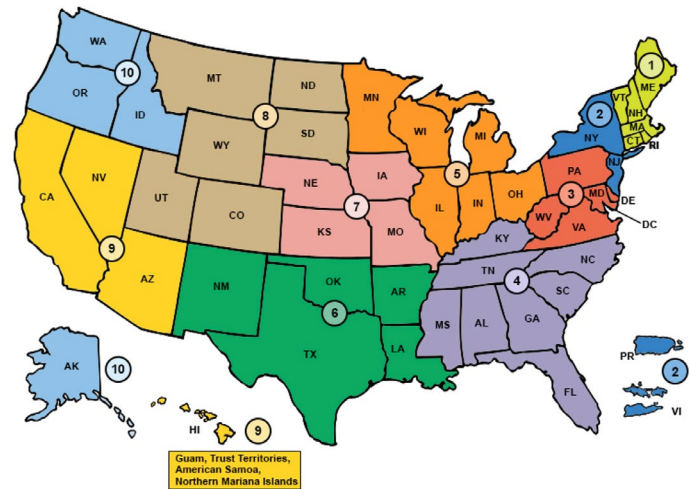 WA
MT
ND
MN
ME
1
10
VT
NH
2
OR
ID
8
SD
WI
MI
NY
MA
CT
RI
WY
5
PA
NJ
NV
NE
IA
3
MD
DE
CA
UT
CO
7
IL
IN
OH
WV
DC
KS
MO
VA
KY
9
AZ
NM
OK
AR
TN
4
NC
SC
6
MS
AL
GA
TX
LA
PR
AK
10
2
FL
VI
HI
9
Guam, Trust Territories,
American Samoa,
Northern Mariana Islands